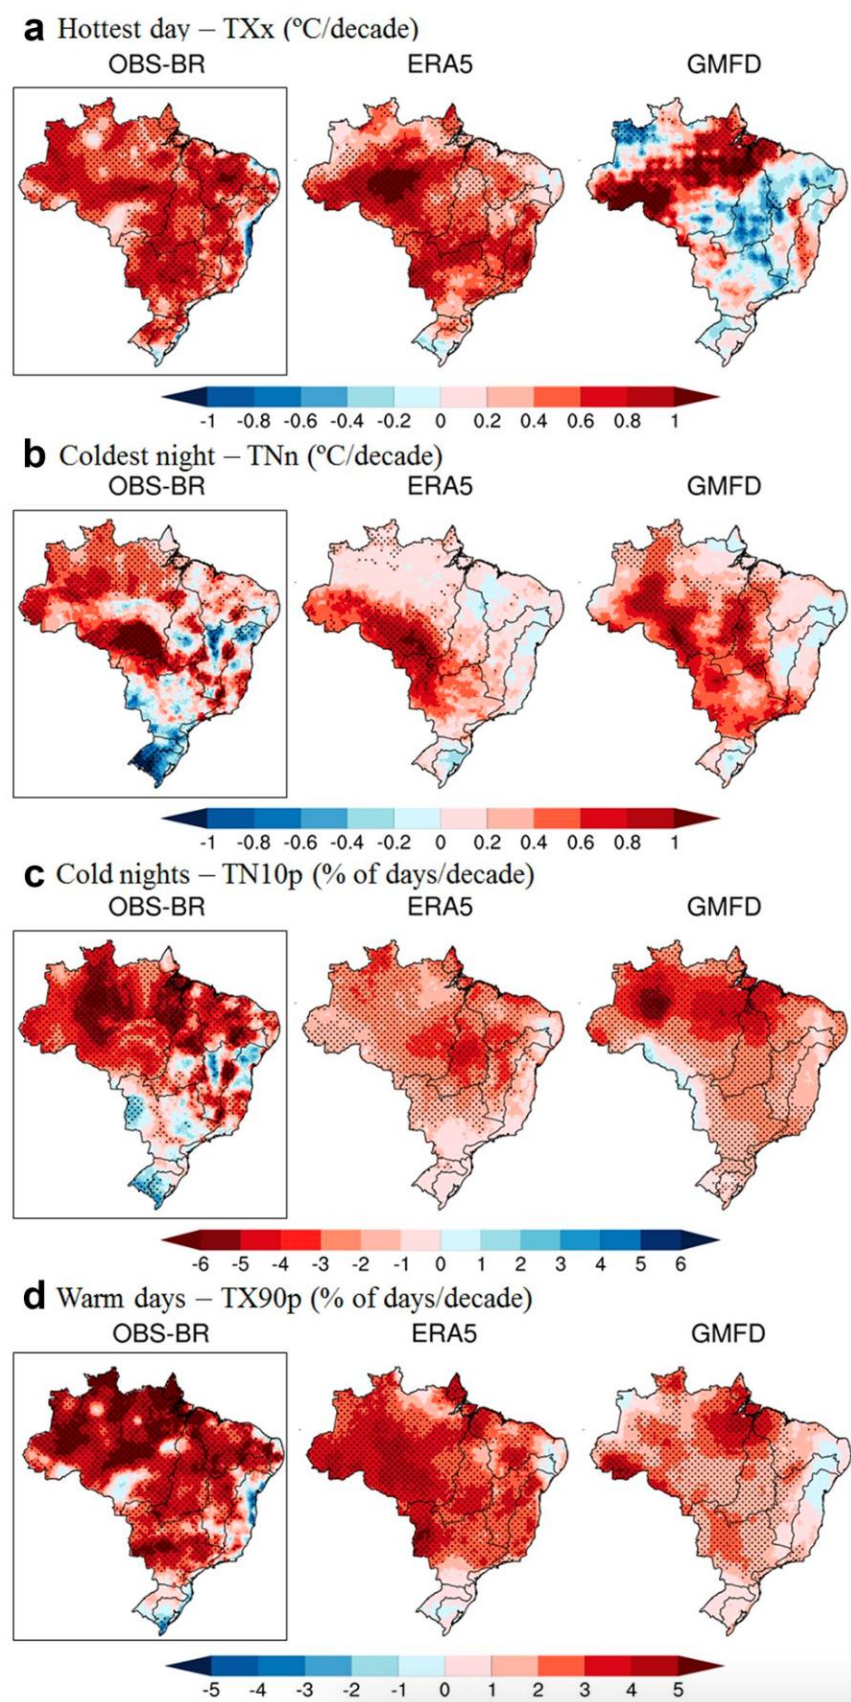 a Hottest day – TXx (ºC/decade)
OBS-BR ERA5 GMFD
-1 -0.8 -0.6 -0.4 -0.2 0 0.2 0.4 0.6 0.8 1
b Coldest night – TNn (ºC/decade)
OBS-BR ERA5 GMFD
-1 -0.8 -0.6 -0.4 -0.2 0 0.2 0.4 0.6 0.8 1
c Cold nights – TN10p (% of days/decade)
OBS-BR ERA5 GMFD
-6 -5 -4 -3 -2 -1 0 1 2 3 4 5 6
d Warm days – TX90p (% of days/decade)
OBS-BR ERA5 GMFD
-5 -4 -3 -2 -1 0 1 2 3 4 5